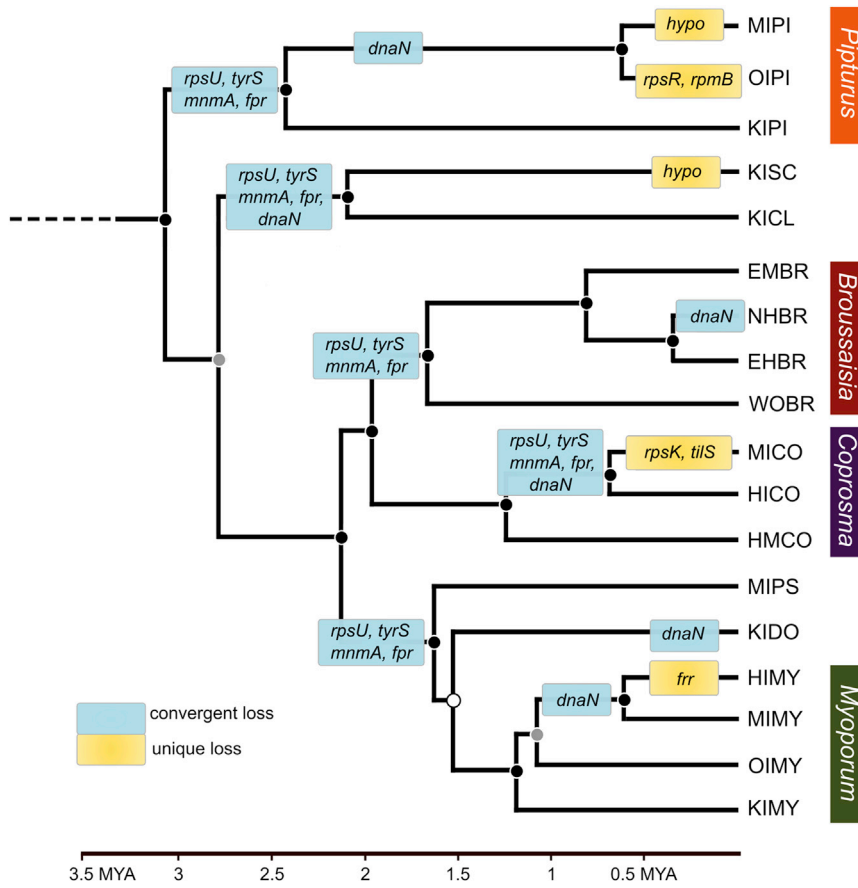 hypo
MIPI
dnaN
rpsU, tyrS
mnmA, fpr
rpsR, rpmB
OIPI
KIPI
Pipturus
rpsU, tyrS
mnmA, fpr,
dnaN
hypo
KISC
KICL
EMBR
dnaN
NHBR
rpsU, tyrS
mnmA, fpr
EHBR
WOBR
Broussaisia
rpsU, tyrS
mnmA, fpr,
dnaN
rpsK, tilS
MICO
HICO
HMCO
Coprosma
MIPS
rpsU, tyrS
mnmA, fpr
dnaN
KIDO
frr
HIMY
dnaN
MIMY
OIMY
KIMY
Myoporum
convergent loss
unique loss
3.5 MYA 3 2.5 2 1.5 1 0.5 MYA